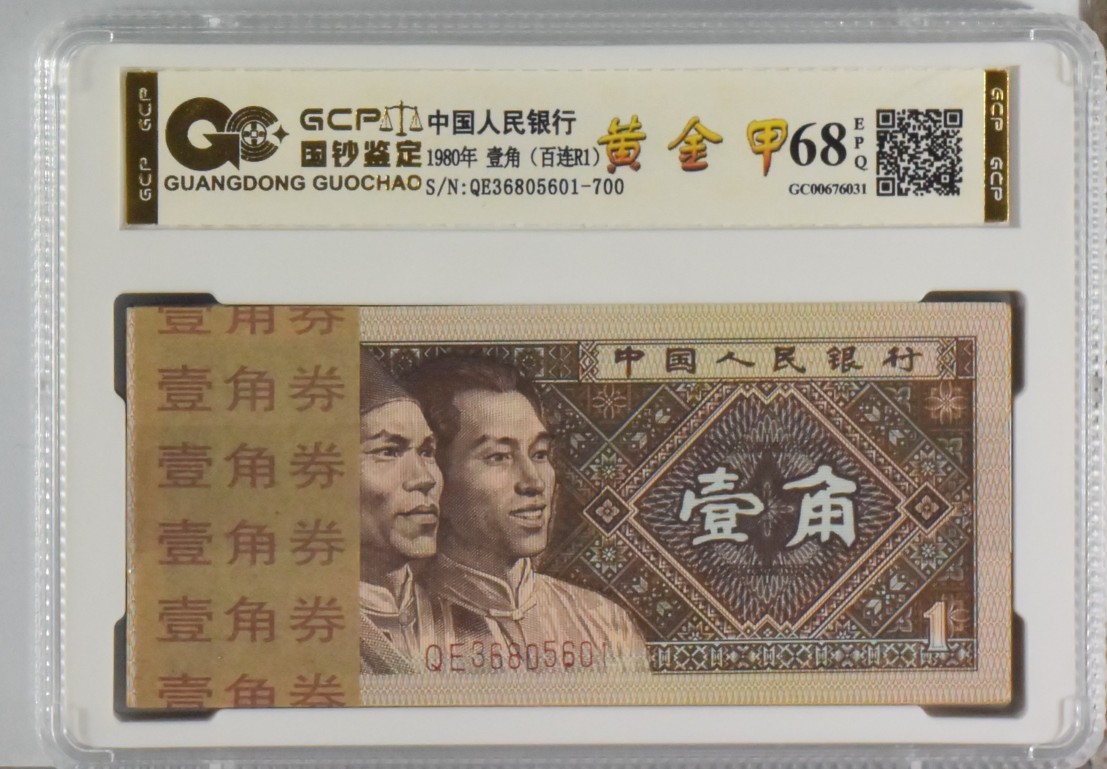 GCP GCP
GCP
国钞鉴定
GUANGDONG GUOCHAO
中国人民银行
1980年 壹角 (百连R1)
S/N:QE36805601-700
黄金甲
68
EPQ
GC00676031
GCP GCP
壹角券
壹角券
壹角券
壹角券
壹角券
壹角券
中国人民银行
壹角
1
QE36805601